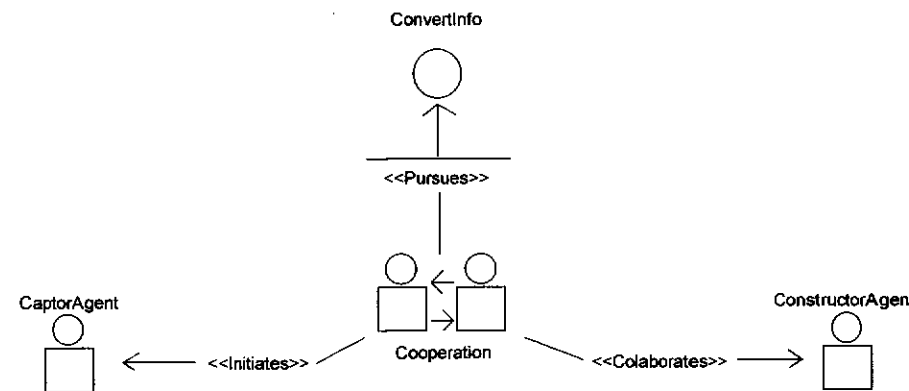 ConvertInfo
<<Pursues>>
CaptorAgent
ConstructorAgen
<<Initiates>>
Cooperation
<<Colaborates>>